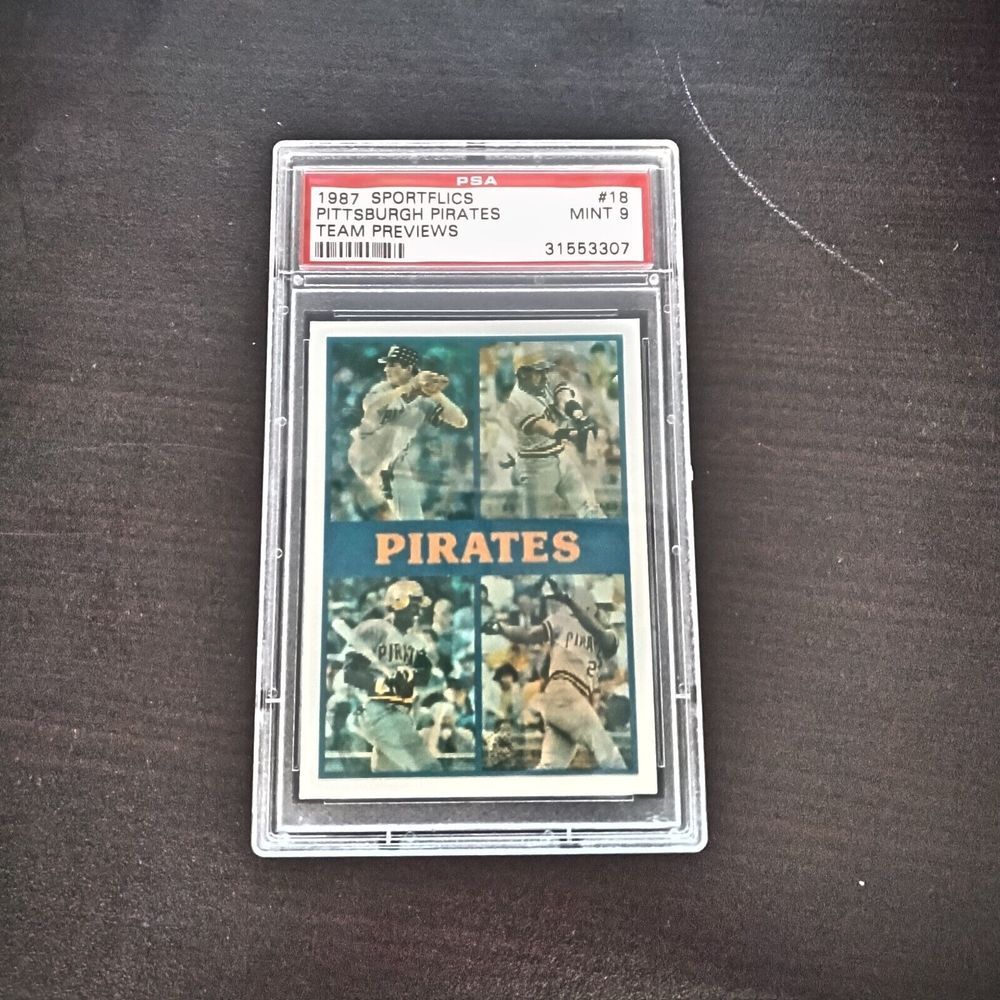 PSA
1987 SPORTFLICS #18
PITTSBURGH PIRATES MINT 9
TEAM PREVIEWS
31553307
PIRATES